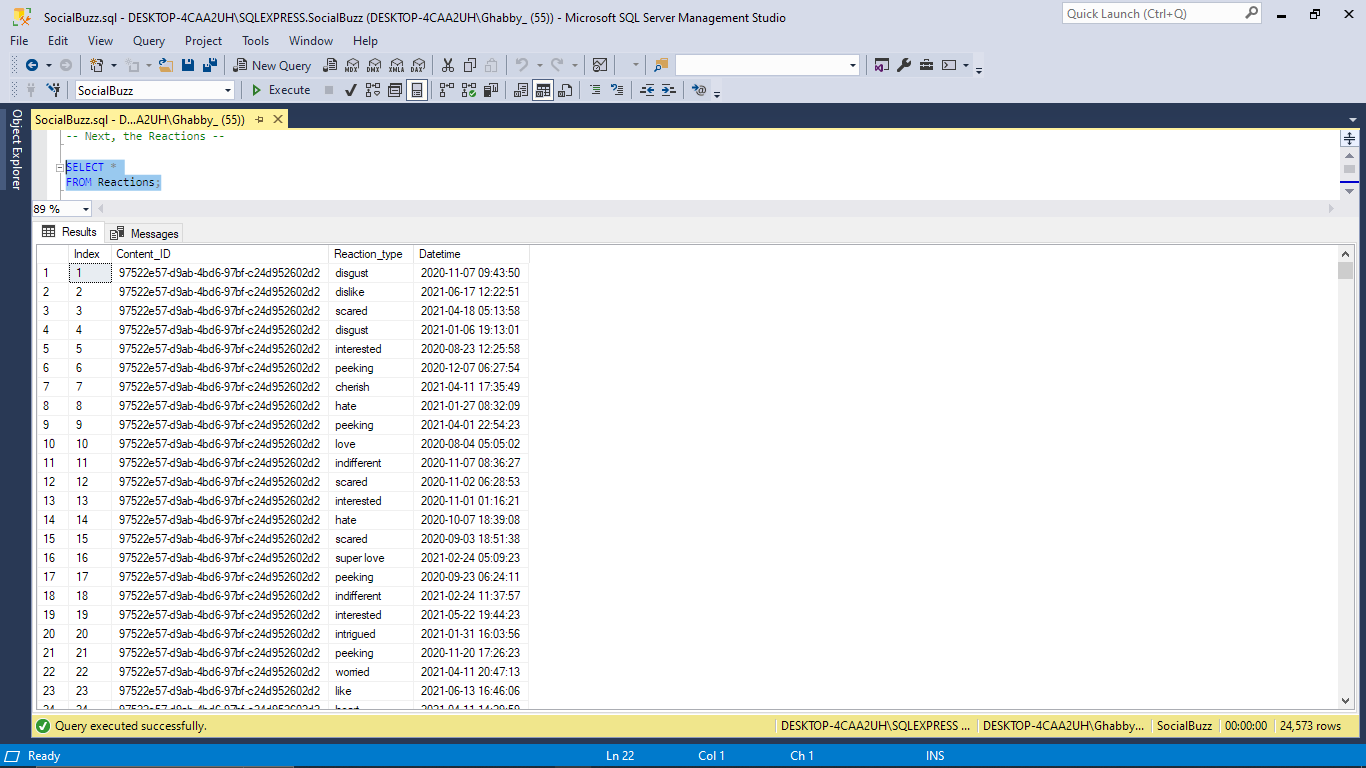 SocialBuzz.sql - DESKTOP-4CAA2UH\SQLEXPRESS.SocialBuzz (DESKTOP-4CAA2UH\Ghabby_ (55)) - Microsoft SQL Server Management Studio
Quick Launch (Ctrl+Q)
File Edit View Query Project Tools Window Help
New Query MDX DMX XMLA DAX
SocialBuzz Execute
Object Explorer
SocialBuzz.sql - D...A2UH\Ghabby_ (55))
-- Next, the Reactions --
SELECT *
FROM Reactions;
89 %
Results Messages
Index Content_ID Reaction_type Datetime
1 1 97522e57-d9ab-4bd6-97bf-c24d952602d2 disgust 2020-11-07 09:43:50
2 2 97522e57-d9ab-4bd6-97bf-c24d952602d2 dislike 2021-06-17 12:22:51
3 3 97522e57-d9ab-4bd6-97bf-c24d952602d2 scared 2021-04-18 05:13:58
4 4 97522e57-d9ab-4bd6-97bf-c24d952602d2 disgust 2021-01-06 19:13:01
5 5 97522e57-d9ab-4bd6-97bf-c24d952602d2 interested 2020-08-23 12:25:58
6 6 97522e57-d9ab-4bd6-97bf-c24d952602d2 peeking 2020-12-07 06:27:54
7 7 97522e57-d9ab-4bd6-97bf-c24d952602d2 cherish 2021-04-11 17:35:49
8 8 97522e57-d9ab-4bd6-97bf-c24d952602d2 hate 2021-01-27 08:32:09
9 9 97522e57-d9ab-4bd6-97bf-c24d952602d2 peeking 2021-04-01 22:54:23
10 10 97522e57-d9ab-4bd6-97bf-c24d952602d2 love 2020-08-04 05:05:02
11 11 97522e57-d9ab-4bd6-97bf-c24d952602d2 indifferent 2020-11-07 08:36:27
12 12 97522e57-d9ab-4bd6-97bf-c24d952602d2 scared 2020-11-02 06:28:53
13 13 97522e57-d9ab-4bd6-97bf-c24d952602d2 interested 2020-11-01 01:16:21
14 14 97522e57-d9ab-4bd6-97bf-c24d952602d2 hate 2020-10-07 18:39:08
15 15 97522e57-d9ab-4bd6-97bf-c24d952602d2 scared 2020-09-03 18:51:38
16 16 97522e57-d9ab-4bd6-97bf-c24d952602d2 super love 2021-02-24 05:09:23
17 17 97522e57-d9ab-4bd6-97bf-c24d952602d2 peeking 2020-09-23 06:24:11
18 18 97522e57-d9ab-4bd6-97bf-c24d952602d2 indifferent 2021-02-24 11:37:57
19 19 97522e57-d9ab-4bd6-97bf-c24d952602d2 interested 2021-05-22 19:44:23
20 20 97522e57-d9ab-4bd6-97bf-c24d952602d2 intrigued 2021-01-31 16:03:56
21 21 97522e57-d9ab-4bd6-97bf-c24d952602d2 peeking 2020-11-20 17:26:23
22 22 97522e57-d9ab-4bd6-97bf-c24d952602d2 worried 2021-04-11 20:47:13
23 23 97522e57-d9ab-4bd6-97bf-c24d952602d2 like 2021-06-13 16:46:06
Query executed successfully. DESKTOP-4CAA2UH\SQLEXPRESS ... DESKTOP-4CAA2UH\Ghabby... SocialBuzz 00:00:00 24,573 rows
Ready Ln 22 Col 1 Ch 1 INS